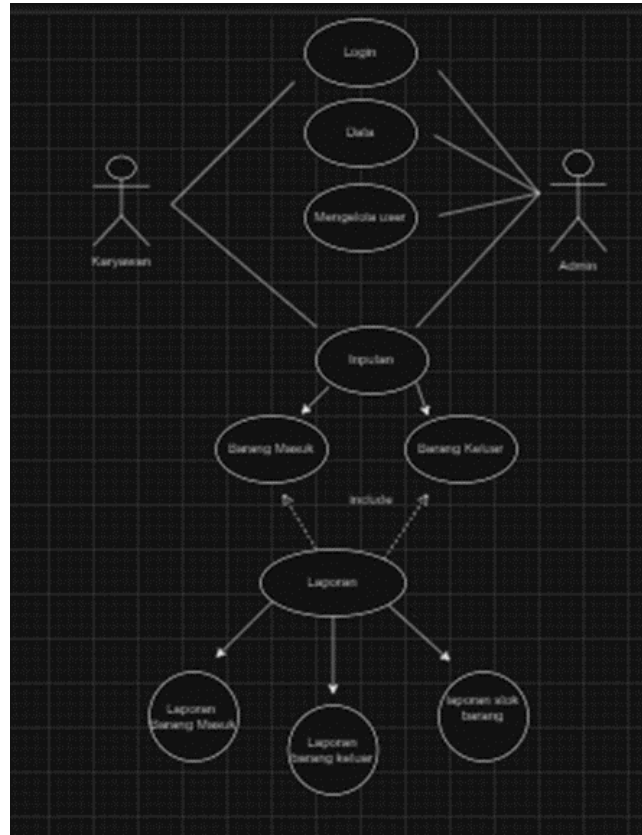 Login
Data
Mengelola user
Karyawan
Admin
Inputan
Barang Masuk
Barang Keluar
include
Laporan
Laporan
Barang Masuk
Laporan
barang keluar
laporan stok
barang